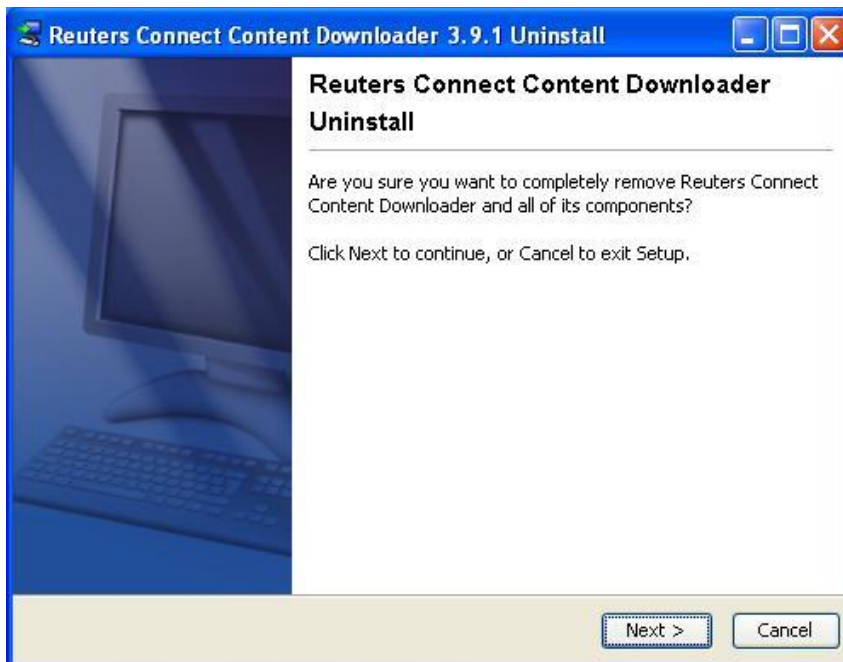 Reuters Connect Content Downloader 3.9.1 Uninstall
Reuters Connect Content Downloader
Uninstall
Are you sure you want to completely remove Reuters Connect
Content Downloader and all of its components?
Click Next to continue, or Cancel to exit Setup.
Next >
Cancel